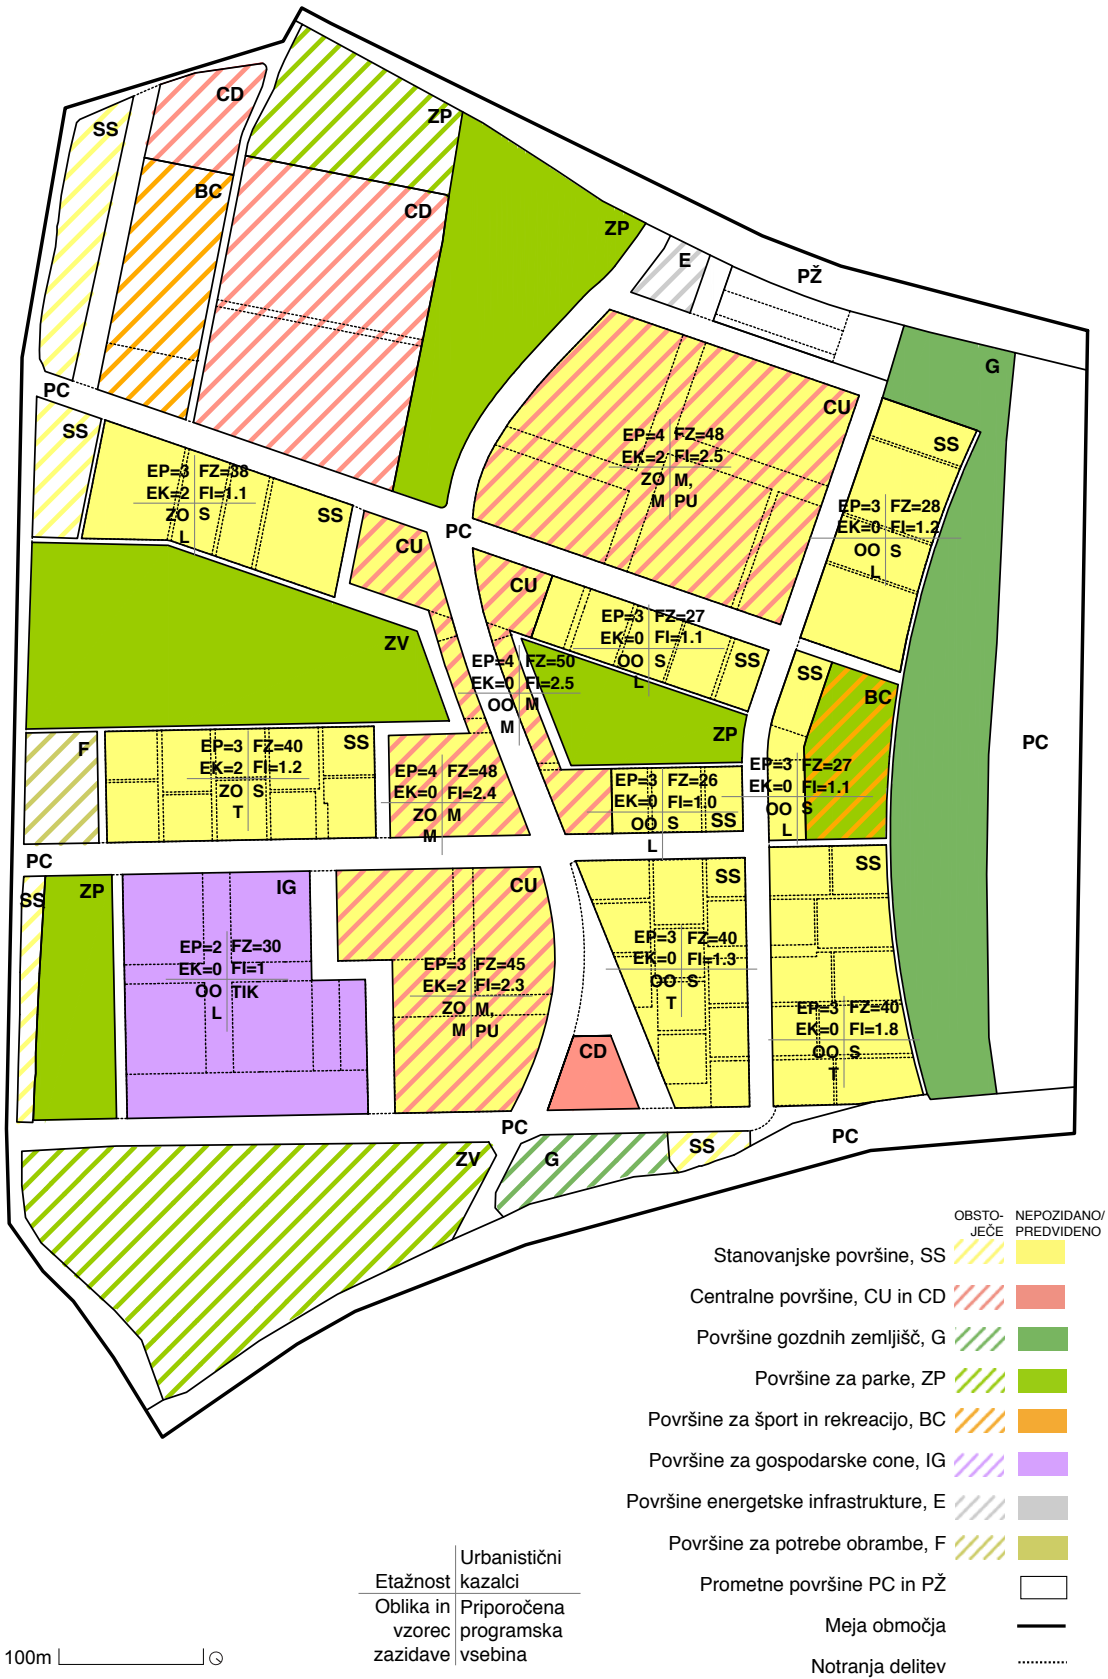 CD
ZP
SS
BC
CD
ZP
E
PŽ
G
PC
SS
CU
SS
EP=4 FZ=48
EK=2 FI=2.5
ZO M,
M PU
EP=3 FZ=38
EK=2 FI=1.1
ZO S
L
SS
EP=3 FZ=28
EK=0 FI=1.2
OO S
L
PC
CU
CU
EP=3 FZ=27
EK=0 FI=1.1
OO S
L
SS
SS
ZV
EP=4 FZ=50
EK=0 FI=2.5
OO M
M
BC
ZP
PC
F
SS
EP=3 FZ=40
EK=2 FI=1.2
ZO S
T
EP=4 FZ=48
EK=0 FI=2.4
ZO M
M
EP=3 FZ=26
EK=0 FI=1.0
OO S
L
SS
EP=3 FZ=27
EK=0 FI=1.1
OO S
L
PC
SS
ZP
IG
CU
SS
SS
EP=2 FZ=30
EK=0 FI=1
OO TIK
L
EP=3 FZ=45
EK=2 FI=2.3
ZO M,
M PU
EP=3 FZ=40
EK=0 FI=1.3
OO S
T
EP=3 FZ=40
EK=0 FI=1.8
OO S
T
CD
PC
PC
ZV
G
SS
OBSTO- NEPOZIDANO/
JEČE PREDVIDENO
Stanovanjske površine, SS
Centralne površine, CU in CD
Površine gozdnih zemljišč, G
Površine za parke, ZP
Površine za šport in rekreacijo, BC
Površine za gospodarske cone, IG
Površine energetske infrastrukture, E
Površine za potrebe obrambe, F
Prometne površine PC in PŽ
Meja območja
Notranja delitev
Urbanistični
Etažnost kazalci
Oblika in Priporočena
vzorec programska
zazidave vsebina
100m